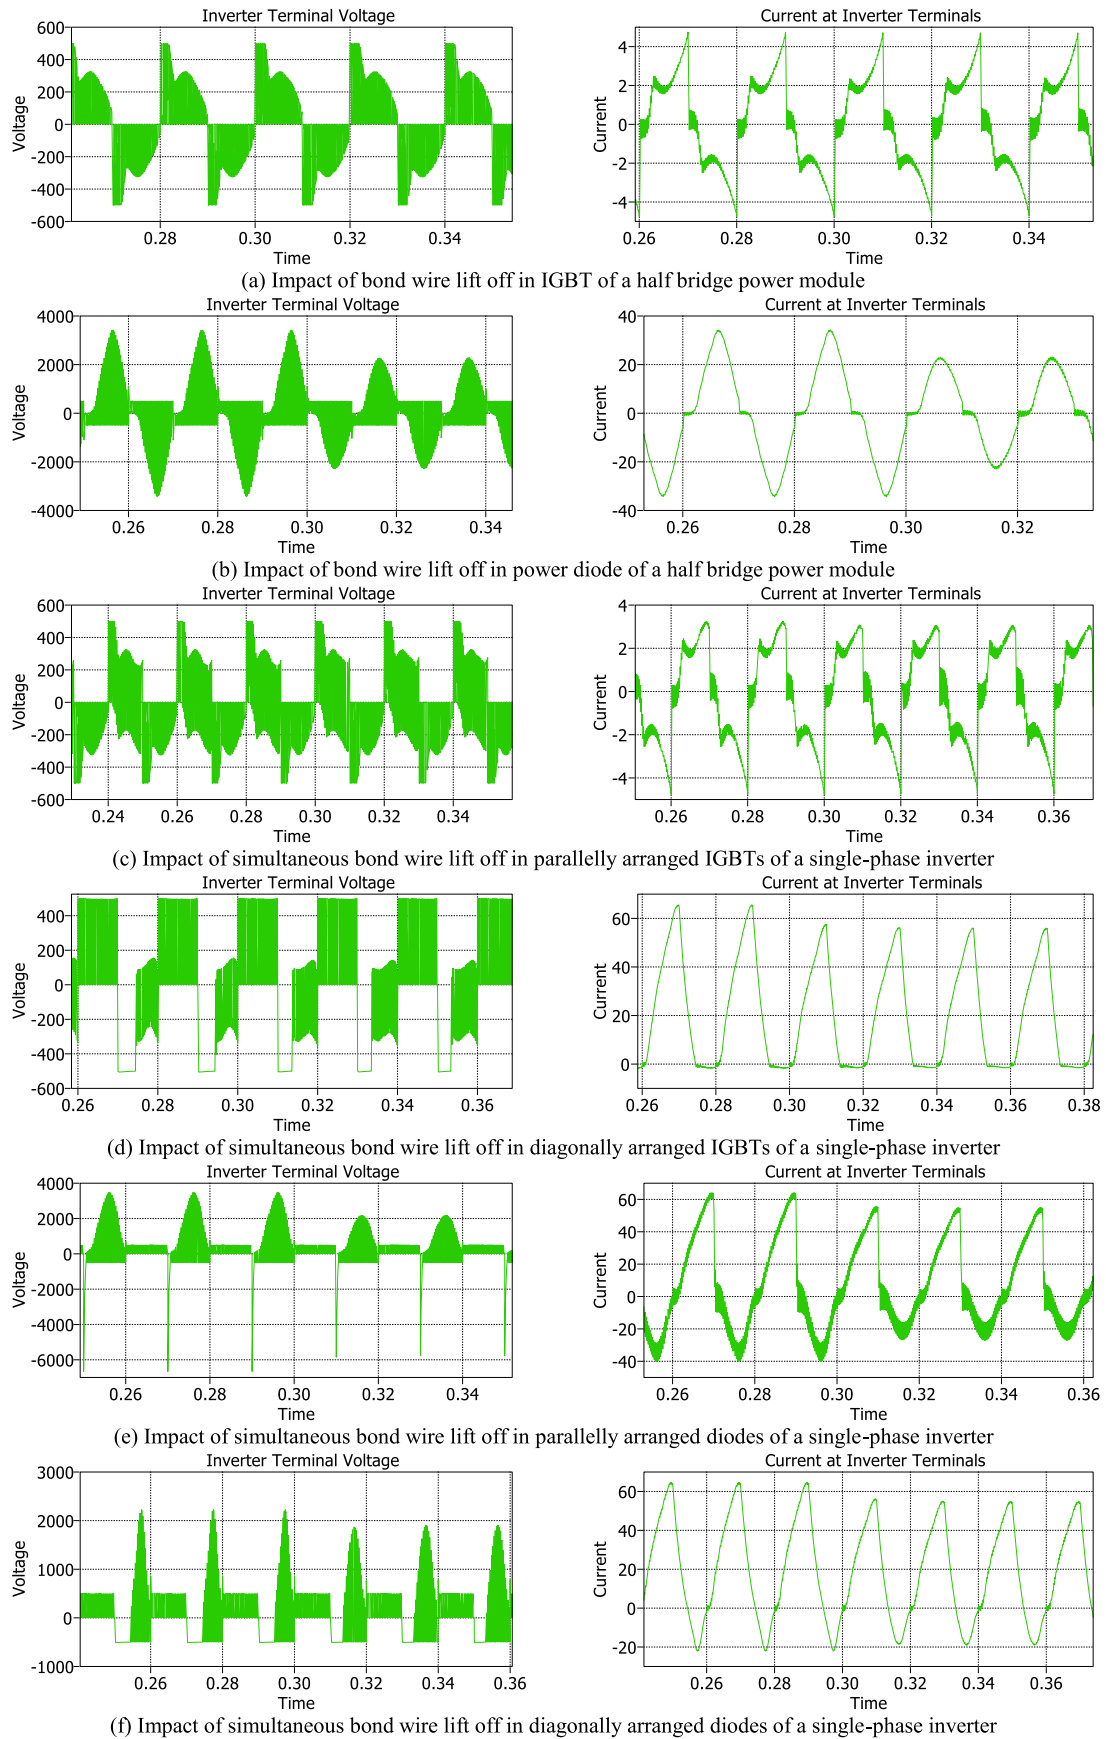 Inverter Terminal Voltage
Current at Inverter Terminals
600
400
200
0
-200
-400
-600
Voltage
0.28 0.30 0.32 0.34
Time
4
2
0
-2
-4
Current
0.26 0.28 0.30 0.32 0.34
Time
(a) Impact of bond wire lift off in IGBT of a half bridge power module
Inverter Terminal Voltage
Current at Inverter Terminals
4000
2000
0
-2000
-4000
Voltage
0.26 0.28 0.30 0.32 0.34
Time
40
20
0
-20
-40
Current
0.26 0.28 0.30 0.32
Time
(b) Impact of bond wire lift off in power diode of a half bridge power module
Inverter Terminal Voltage
Current at Inverter Terminals
600
400
200
0
-200
-400
-600
Voltage
0.24 0.26 0.28 0.30 0.32 0.34
Time
4
2
0
-2
-4
Current
0.26 0.28 0.30 0.32 0.34 0.36
Time
(c) Impact of simultaneous bond wire lift off in parallelly arranged IGBTs of a single-phase inverter
Inverter Terminal Voltage
Current at Inverter Terminals
400
200
0
-200
-400
-600
Voltage
0.26 0.28 0.30 0.32 0.34 0.36
Time
60
40
20
0
Current
0.26 0.28 0.30 0.32 0.34 0.36 0.38
Time
(d) Impact of simultaneous bond wire lift off in diagonally arranged IGBTs of a single-phase inverter
Inverter Terminal Voltage
Current at Inverter Terminals
4000
2000
0
-2000
-4000
-6000
Voltage
0.26 0.28 0.30 0.32 0.34
Time
60
40
20
0
-20
-40
Current
0.26 0.28 0.30 0.32 0.34 0.36
Time
(e) Impact of simultaneous bond wire lift off in parallelly arranged diodes of a single-phase inverter
Inverter Terminal Voltage
Current at Inverter Terminals
3000
2000
1000
0
-1000
Voltage
0.26 0.28 0.30 0.32 0.34 0.36
Time
60
40
20
0
-20
Current
0.26 0.28 0.30 0.32 0.34 0.36
Time
(f) Impact of simultaneous bond wire lift off in diagonally arranged diodes of a single-phase inverter